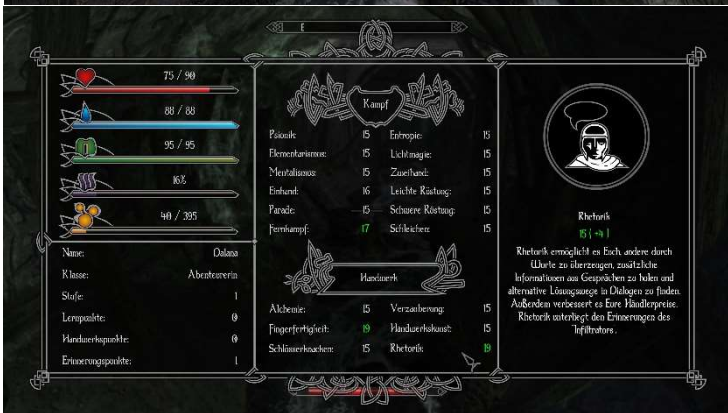 E
75 / 90
88 / 88
95 / 95
16%
40 / 395
Name: Dalana
Klasse: Abenteurerin
Stufe: 1
Lernpunkte: 0
Handwerkspunkte: 0
Erinnerungspunkte: 1
Kampf
Psionik: 15 Entropie: 15
Elementarismus: 15 Lichtmagie: 15
Mentalismus: 15 Zweihand: 15
Einhand: 16 Leichte Rüstung: 15
Parade: 15 Schwere Rüstung: 15
Fernkampf: 17 Schleichen: 15
Handwerk
Alchemie: 15 Verzauberung: 15
Fingerfertigkeit: 19 Handwerkskunst: 15
Schlösserknacken: 15 Rhetorik: 19
Rhetorik
15 ( +4 )
Rhetorik ermöglicht es Euch, andere durch
Worte zu überzeugen, zusätzliche
Informationen aus Gesprächen zu holen und
alternative Lösungswege in Dialogen zu finden.
Außerdem verbessert es Eure Händlerpreise.
Rhetorik unterliegt den Erinnerungen des
Infiltrators.